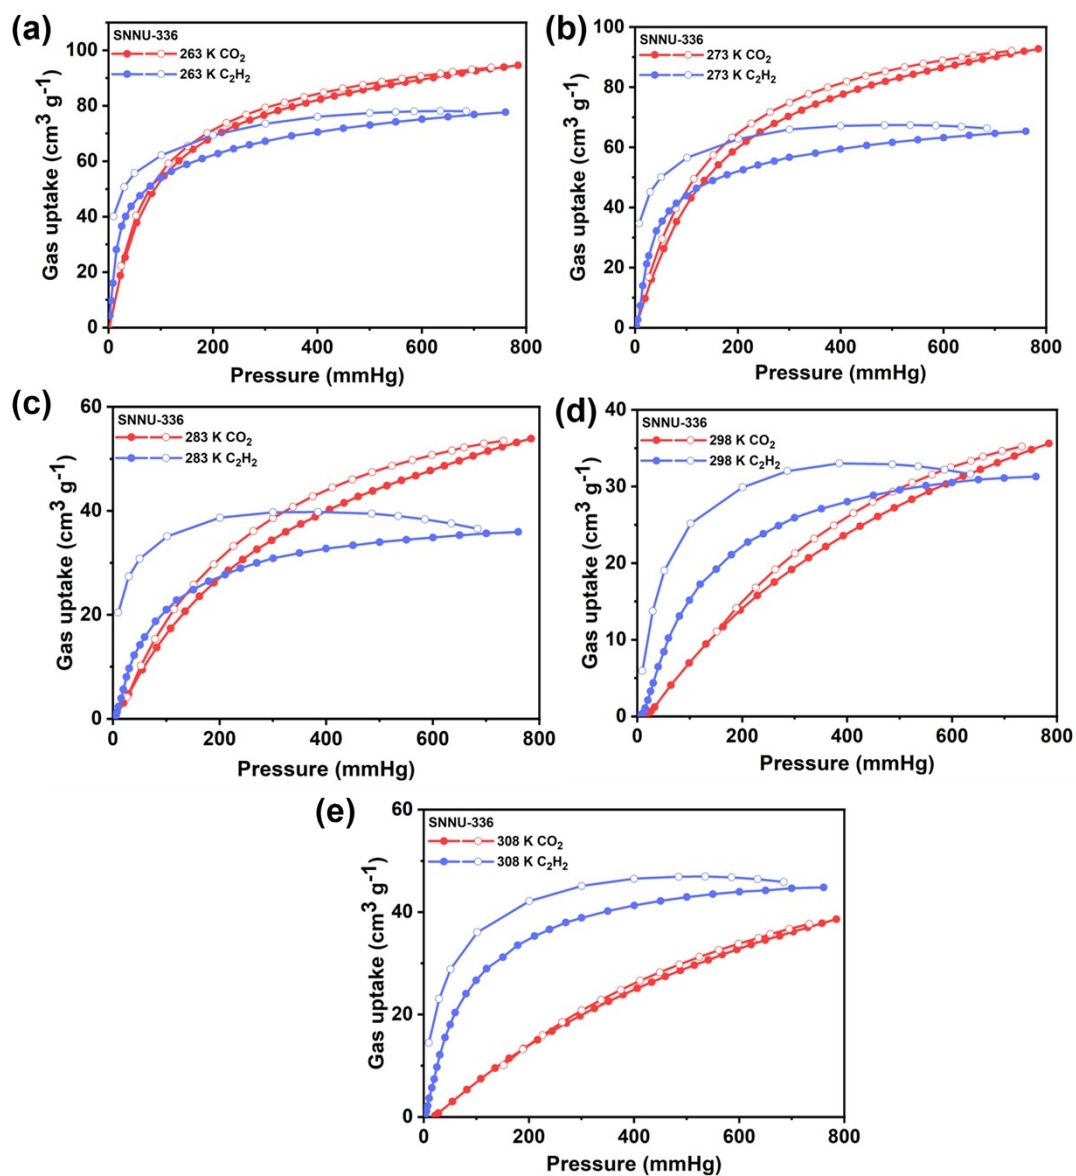 (a)
SNNU-336
263 K CO₂
263 K C₂H₂
Gas uptake (cm³ g⁻¹)
100
80
60
40
20
0
0 200 400 600 800
Pressure (mmHg)
(b)
SNNU-336
273 K CO₂
273 K C₂H₂
Gas uptake (cm³ g⁻¹)
100
80
60
40
20
0
0 200 400 600 800
Pressure (mmHg)
(c)
SNNU-336
283 K CO₂
283 K C₂H₂
Gas uptake (cm³ g⁻¹)
60
40
20
0
0 200 400 600 800
Pressure (mmHg)
(d)
SNNU-336
298 K CO₂
298 K C₂H₂
Gas uptake (cm³ g⁻¹)
40
30
20
10
0
0 200 400 600 800
Pressure (mmHg)
(e)
SNNU-336
308 K CO₂
308 K C₂H₂
Gas uptake (cm³ g⁻¹)
60
40
20
0
0 200 400 600 800
Pressure (mmHg)